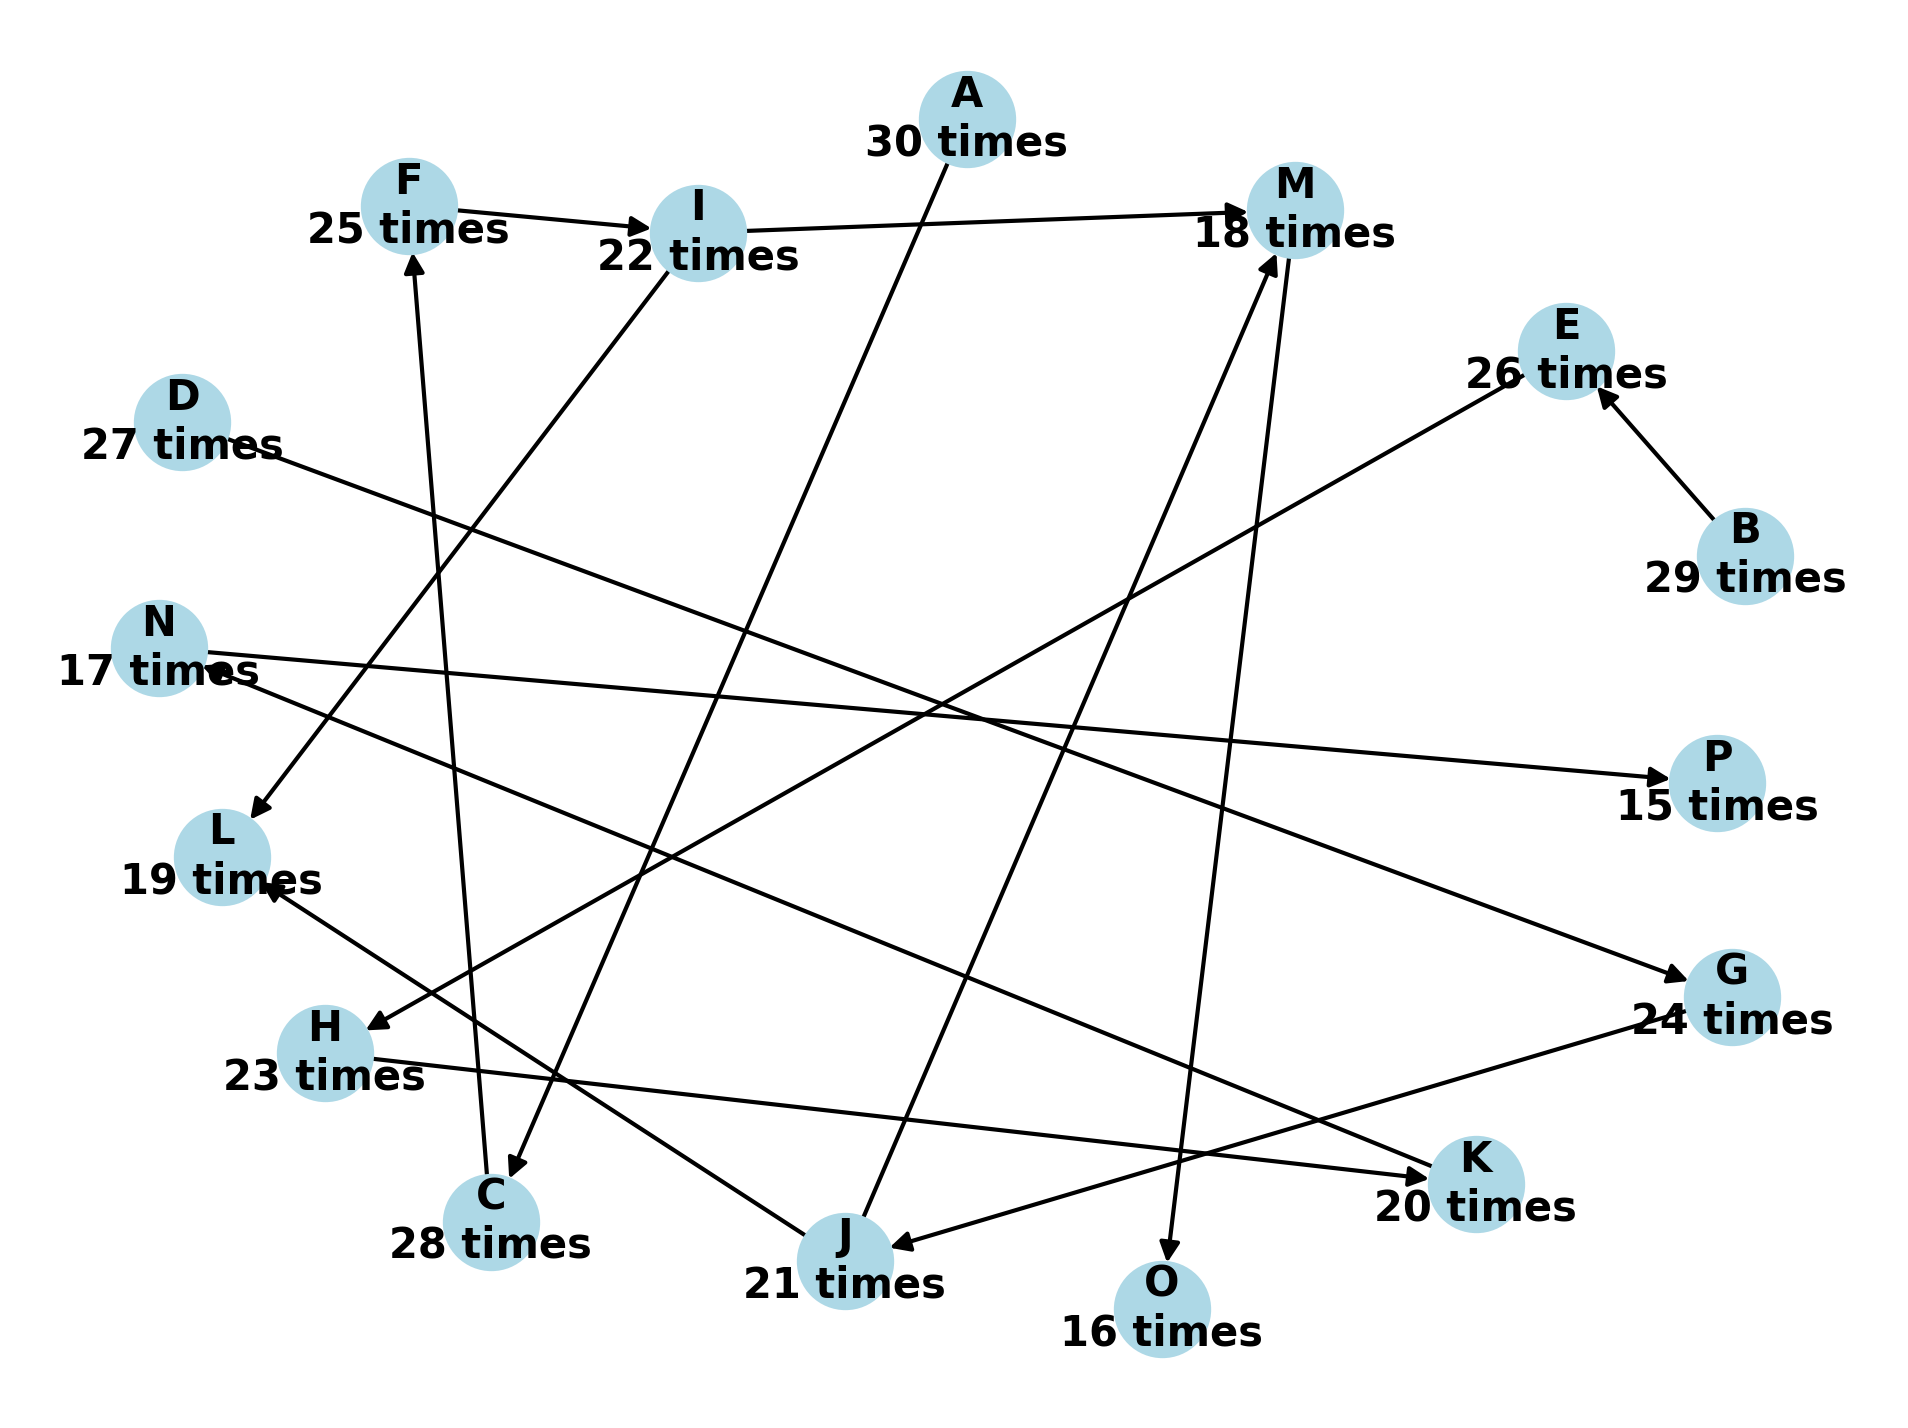 A
30 times
F
25 times
I
22 times
M
18 times
E
26 times
D
27 times
B
29 times
N
17 times
P
15 times
L
19 times
G
24 times
H
23 times
K
20 times
C
28 times
J
21 times
O
16 times